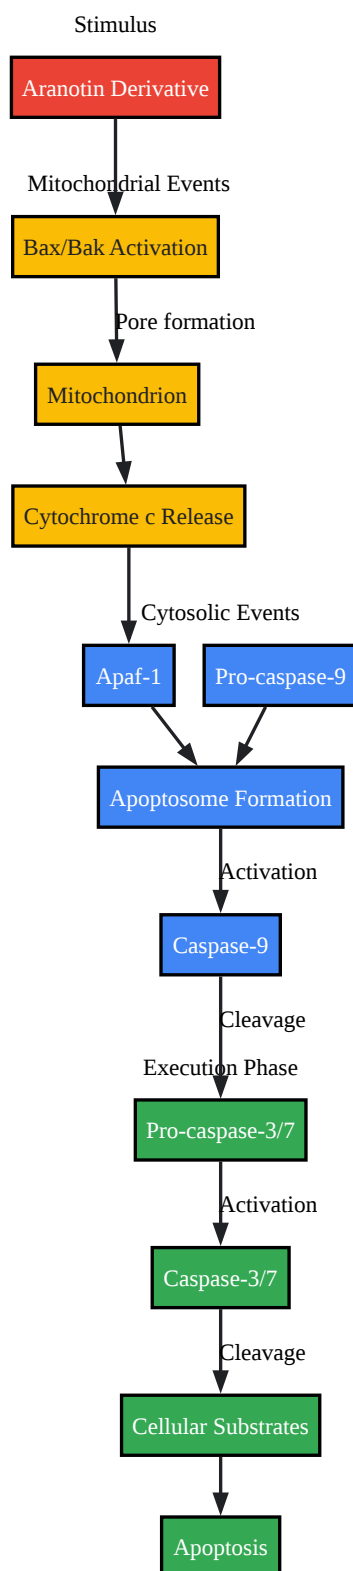 Stimulus
Aranotin Derivative
Mitochondrial Events
Bax/Bak Activation
Pore formation
Mitochondrion
Cytochrome c Release
Cytosolic Events
Apaf-1
Pro-caspase-9
Apoptosome Formation
Activation
Caspase-9
Cleavage
Execution Phase
Pro-caspase-3/7
Activation
Caspase-3/7
Cleavage
Cellular Substrates
Apoptosis